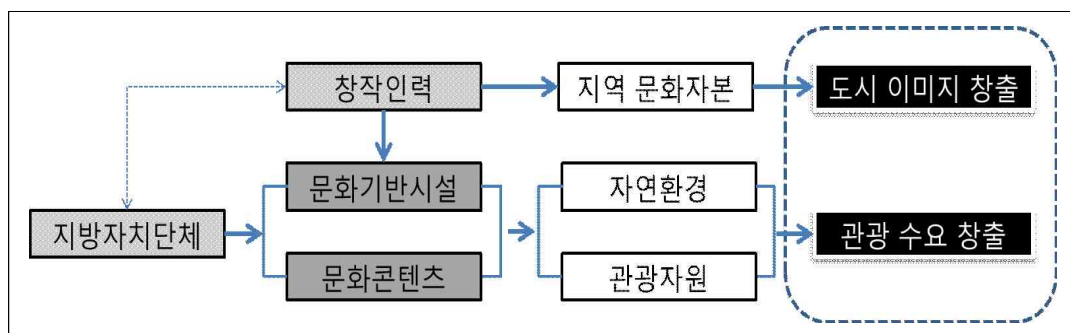 창작인력
지역 문화자본
도시 이미지 창출
문화기반시설
자연환경
지방자치단체
관광 수요 창출
문화콘텐츠
관광자원